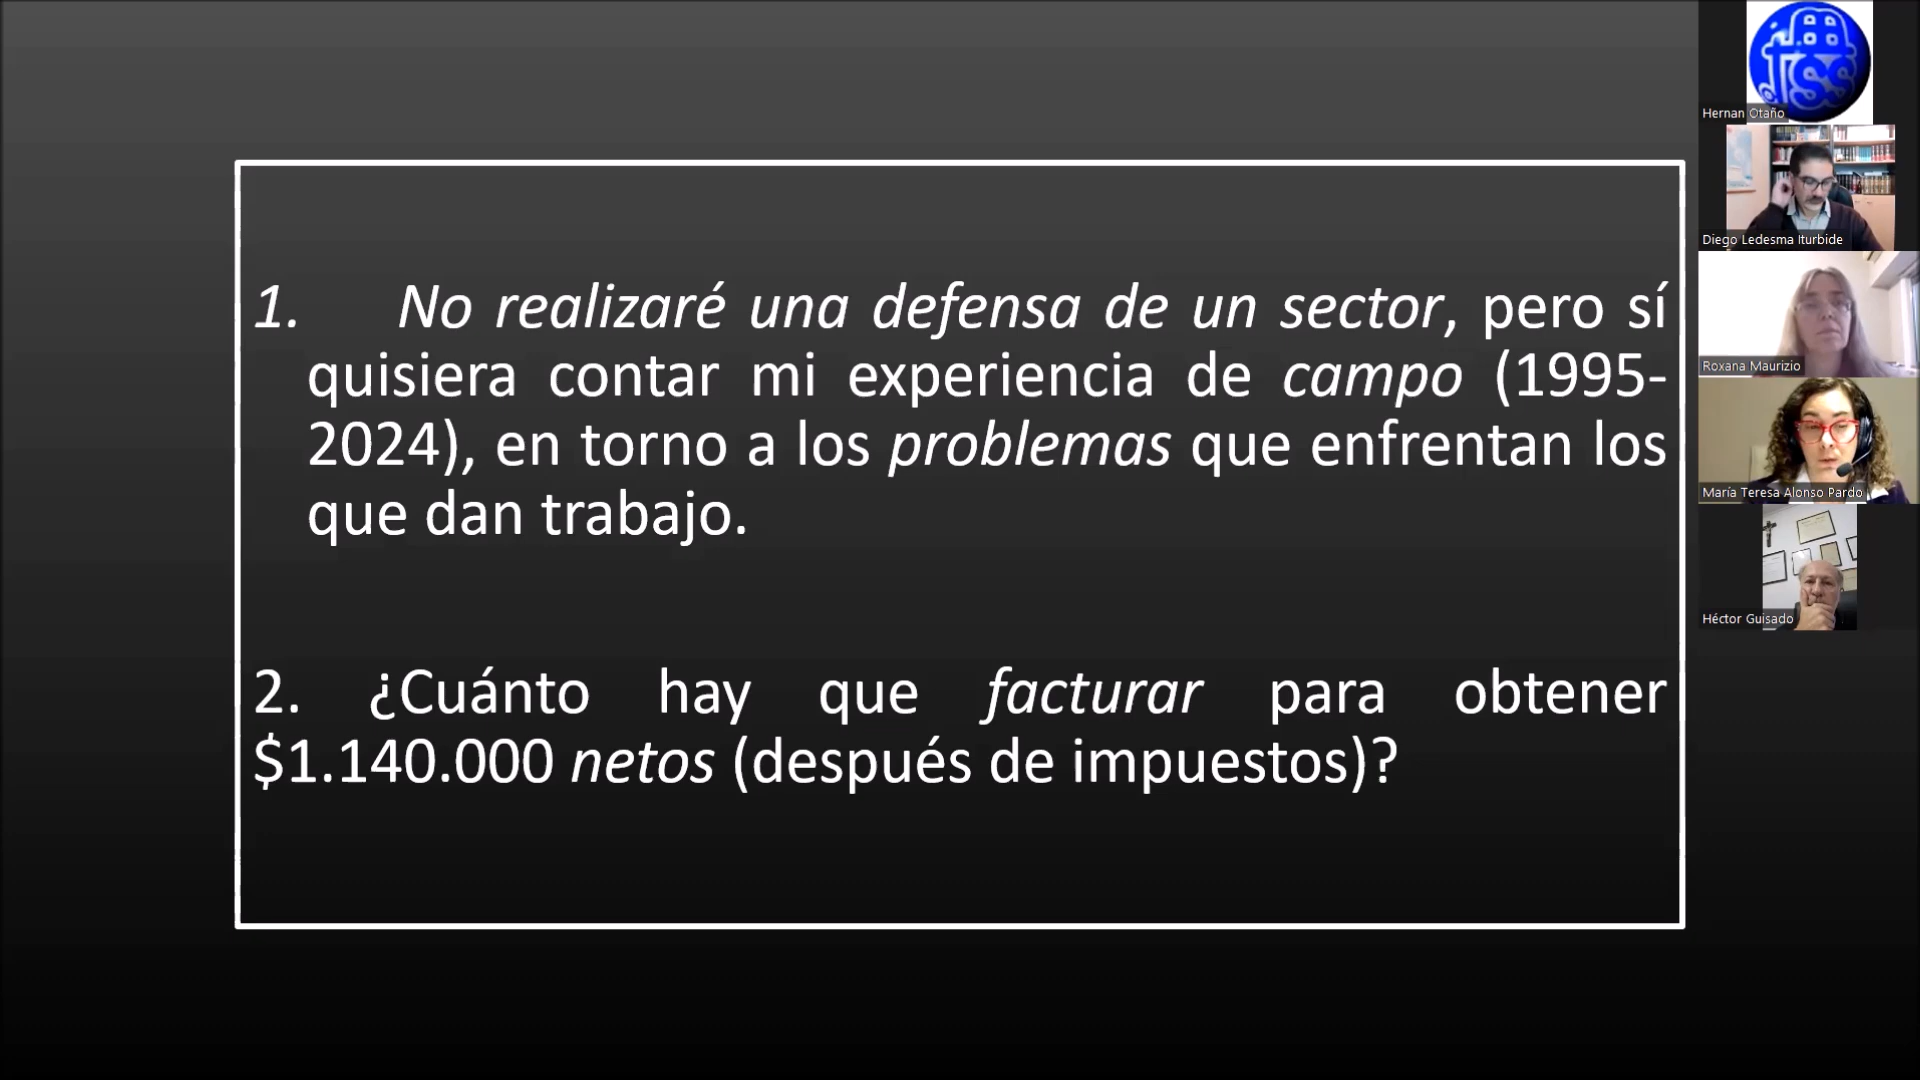 1. No realizaré una defensa de un sector, pero sí
quisiera contar mi experiencia de campo (1995-
2024), en torno a los problemas que enfrentan los
que dan trabajo.
2. ¿Cuánto hay que facturar para obtener
$1.140.000 netos (después de impuestos)?
Hernan Otaño
Diego Ledesma Iturbide
Roxana Maurizio
María Teresa Alonso Pardo
Héctor Guisado